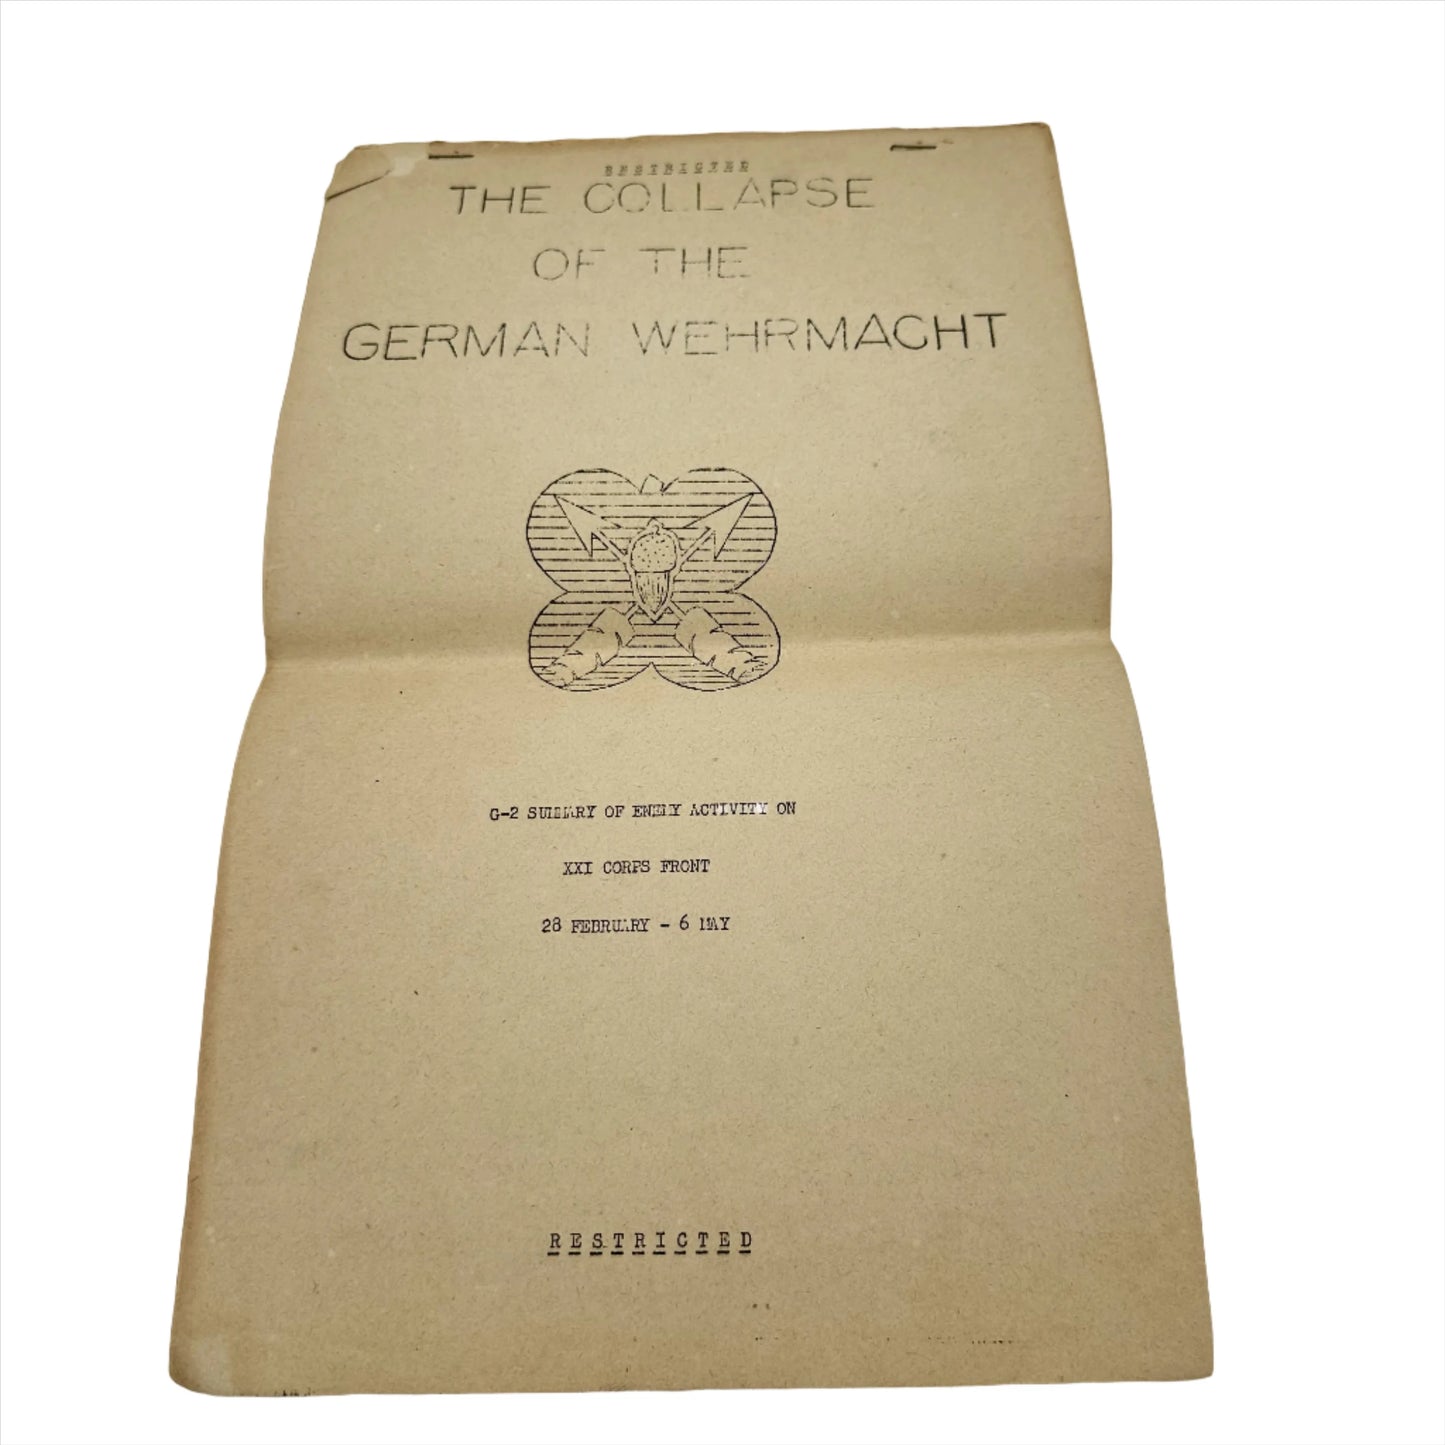 RESTRICTED
THE COLLAPSE
OF THE
GERMAN WEHRMACHT
G-2 SUMMARY OF ENEMY ACTIVITY ON
XXI CORPS FRONT
28 FEBRUARY - 6 MAY
RESTRICTED